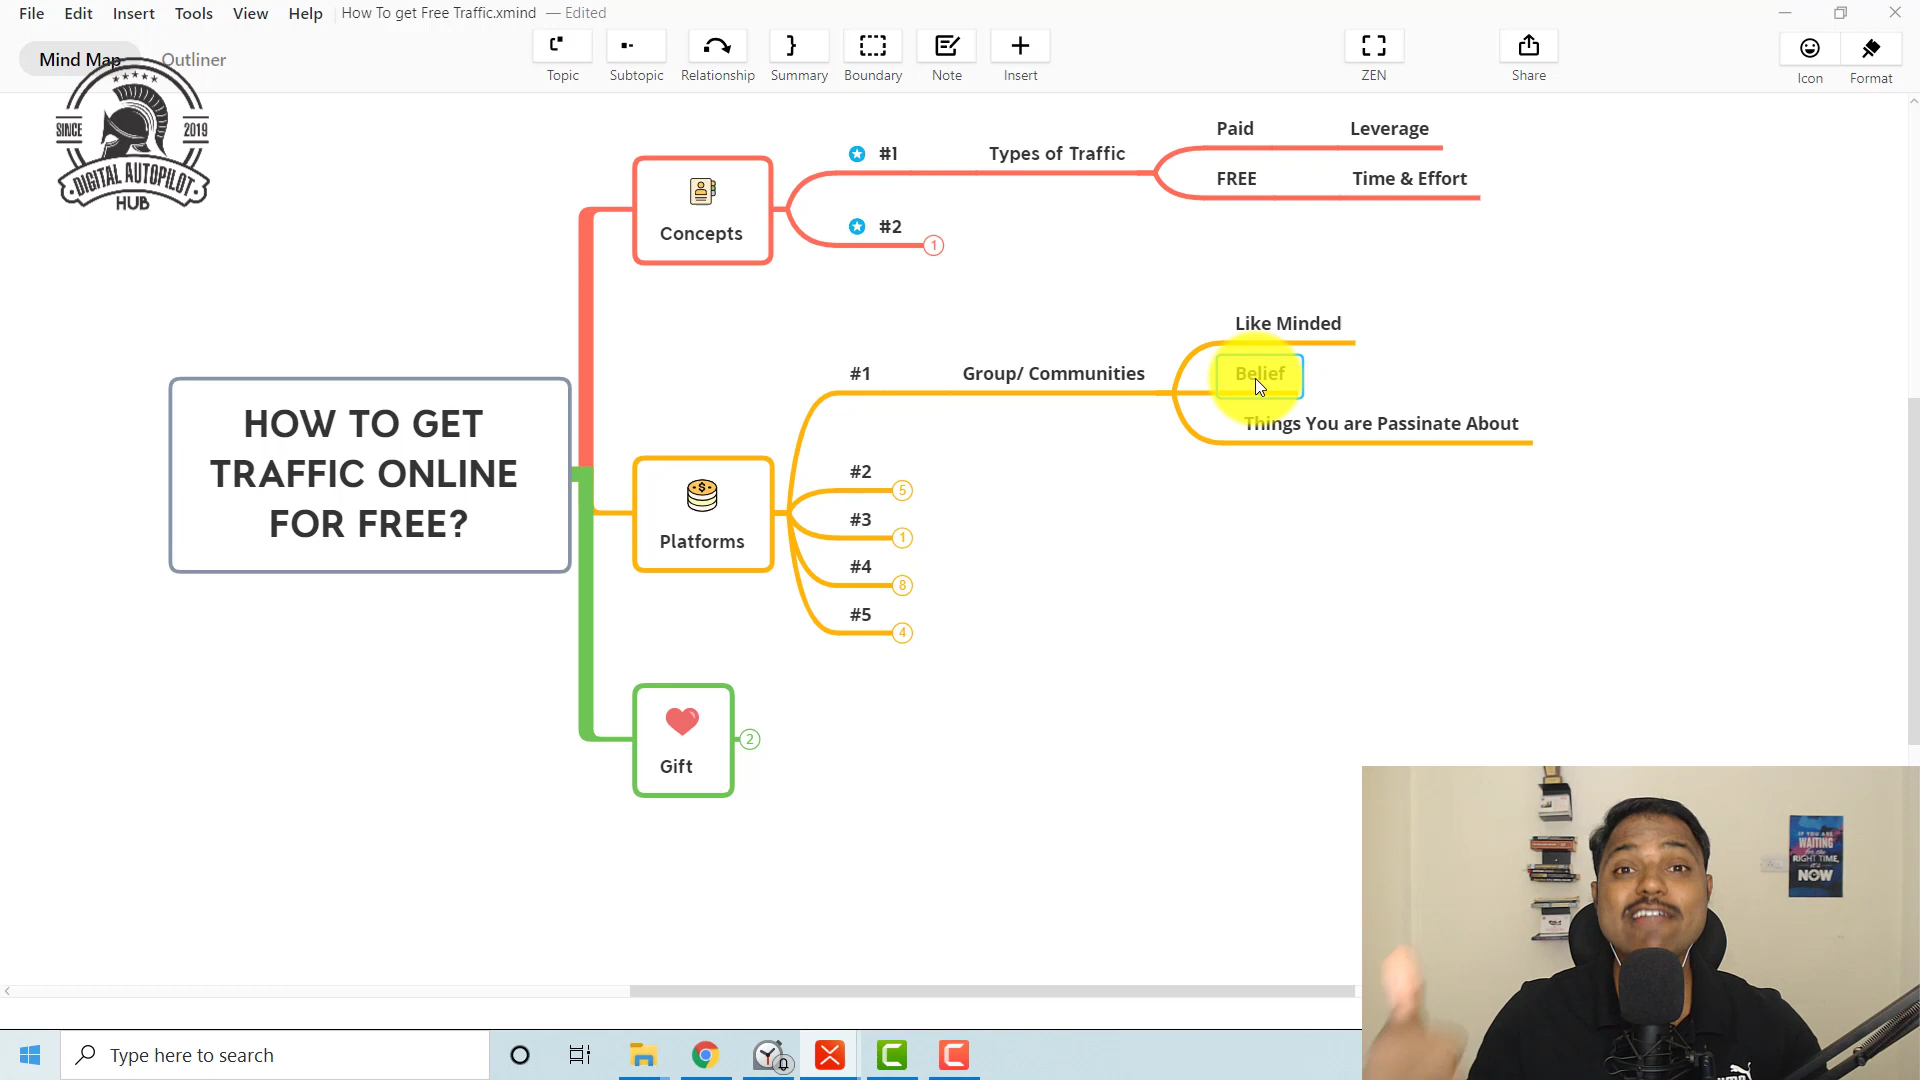 File Edit Insert Tools View Help How To get Free Traffic.xmind — Edited
Mind Map Outliner
Topic Subtopic Relationship Summary Boundary Note Insert ZEN Share Icon Format
SINCE 2019
DIGITAL AUTOPILOT
HUB
HOW TO GET
TRAFFIC ONLINE
FOR FREE?
Concepts
#1 Types of Traffic
Paid Leverage
FREE Time & Effort
#2 1
Platforms
#1 Group/ Communities
Like Minded
Belief
Things You are Passinate About
#2 5
#3 1
#4 8
#5 4
Gift 2
IF YOU ARE
WAITING
for the
RIGHT TIME,
it's
NOW
Type here to search